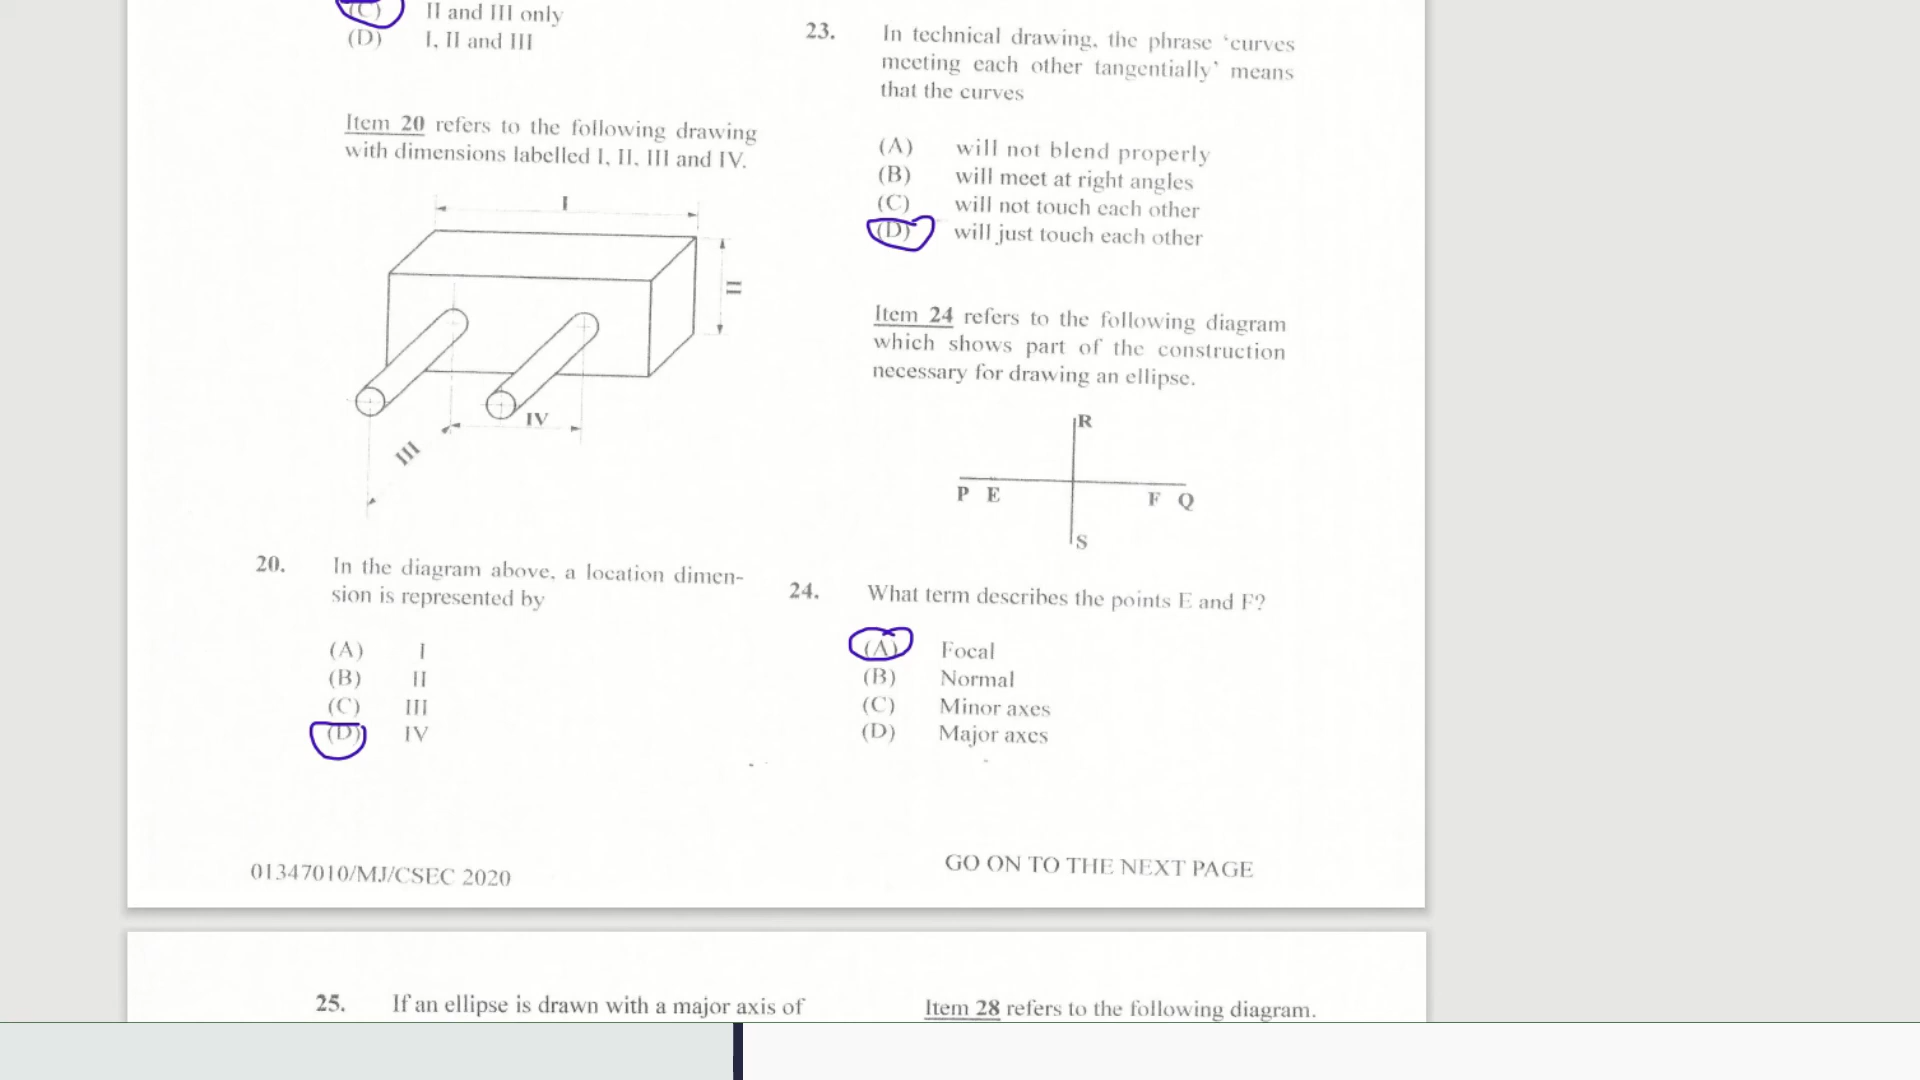 (C) II and III only
(D) I, II and III
Item 20 refers to the following drawing
with dimensions labelled I, II, III and IV.
I
II
IV
III
20. In the diagram above, a location dimen-
sion is represented by
(A) I
(B) II
(C) III
(D) IV
01347010/MJ/CSEC 2020
23. In technical drawing, the phrase ‘curves
meeting each other tangentially’ means
that the curves
(A) will not blend properly
(B) will meet at right angles
(C) will not touch each other
(D) will just touch each other
Item 24 refers to the following diagram
which shows part of the construction
necessary for drawing an ellipse.
R
P E F Q
S
24. What term describes the points E and F?
(A) Focal
(B) Normal
(C) Minor axes
(D) Major axes
GO ON TO THE NEXT PAGE
25. If an ellipse is drawn with a major axis of
Item 28 refers to the following diagram.